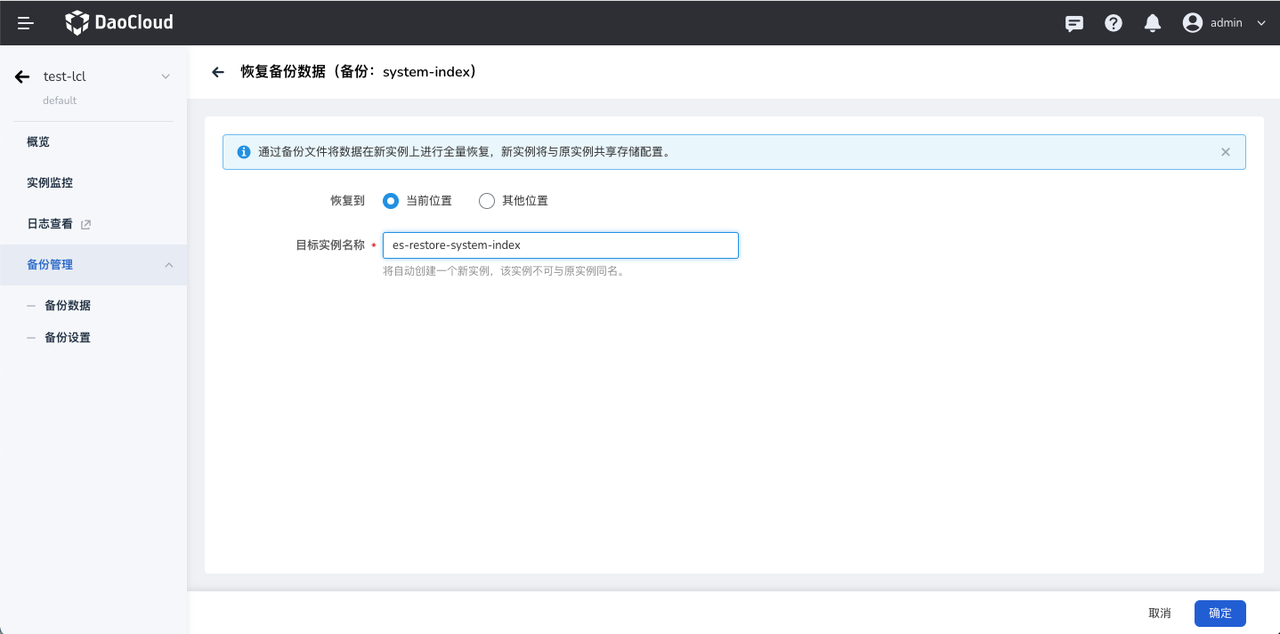 DaoCloud
admin
test-lcl
default
概览
实例监控
日志查看
备份管理
备份数据
备份设置
恢复备份数据（备份：system-index）
通过备份文件将数据在新实例上进行全量恢复，新实例将与原实例共享存储配置。
恢复到 当前位置 其他位置
目标实例名称 * es-restore-system-index
将自动创建一个新实例，该实例不可与原实例同名。
取消 确定